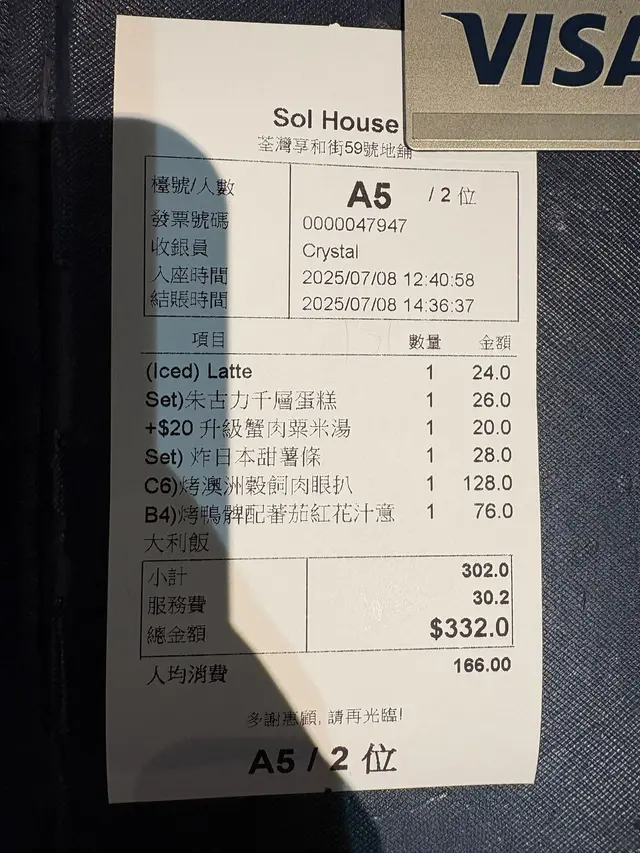 VISA
Sol House
荃灣享和街59號地舖
檯號/人數 A5 / 2 位
發票號碼 0000047947
收銀員 Crystal
入座時間 2025/07/08 12:40:58
結賬時間 2025/07/08 14:36:37
項目 數量 金額
(Iced) Latte 1 24.0
Set)朱古力千層蛋糕 1 26.0
+$20 升級蟹肉粟米湯 1 20.0
Set) 炸日本甜薯條 1 28.0
C6)烤澳洲穀飼肉眼扒 1 128.0
B4)烤鴨髀配蕃茄紅花汁意 1 76.0
大利飯
小計 302.0
服務費 30.2
總金額 $332.0
人均消費 166.00
多謝惠顧, 請再光臨!
A5 / 2 位